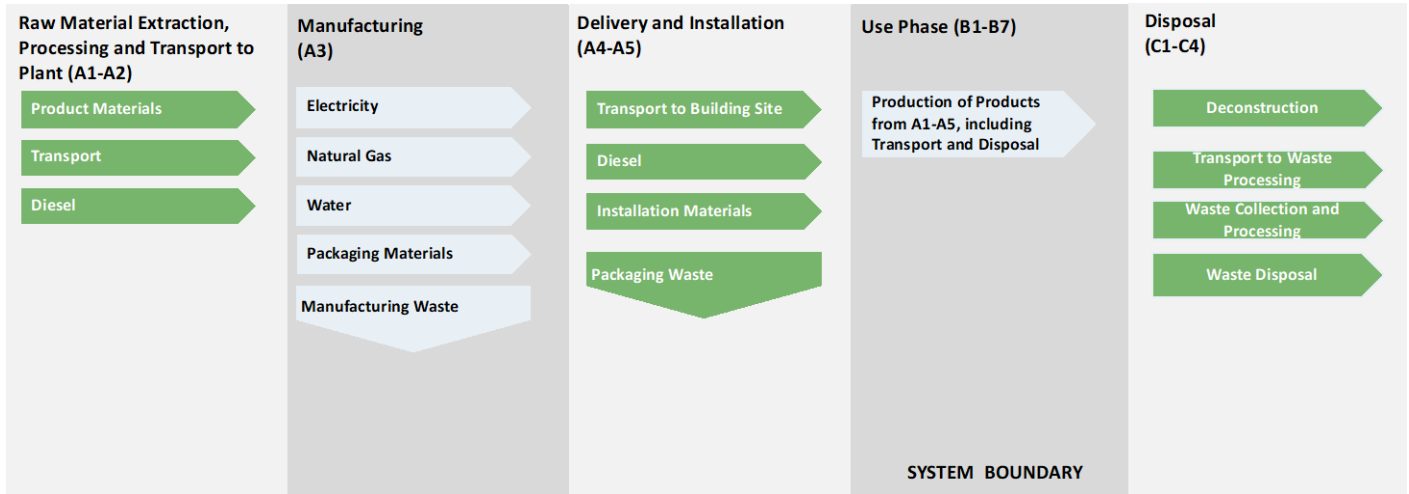 Raw Material Extraction,
Processing and Transport to
Plant (A1-A2)
Product Materials
Transport
Diesel
Manufacturing
(A3)
Electricity
Natural Gas
Water
Packaging Materials
Manufacturing Waste
Delivery and Installation
(A4-A5)
Transport to Building Site
Diesel
Installation Materials
Packaging Waste
Use Phase (B1-B7)
Production of Products
from A1-A5, including
Transport and Disposal
SYSTEM BOUNDARY
Disposal
(C1-C4)
Deconstruction
Transport to Waste
Processing
Waste Collection and
Processing
Waste Disposal